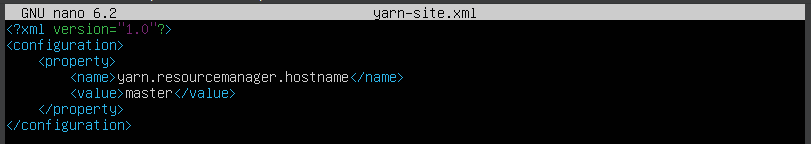 GNU nano 6.2 yarn-site.xml
<?xml version="1.0"?>
<configuration>
    <property>
        <name>yarn.resourcemanager.hostname</name>
        <value>master</value>
    </property>
</configuration>